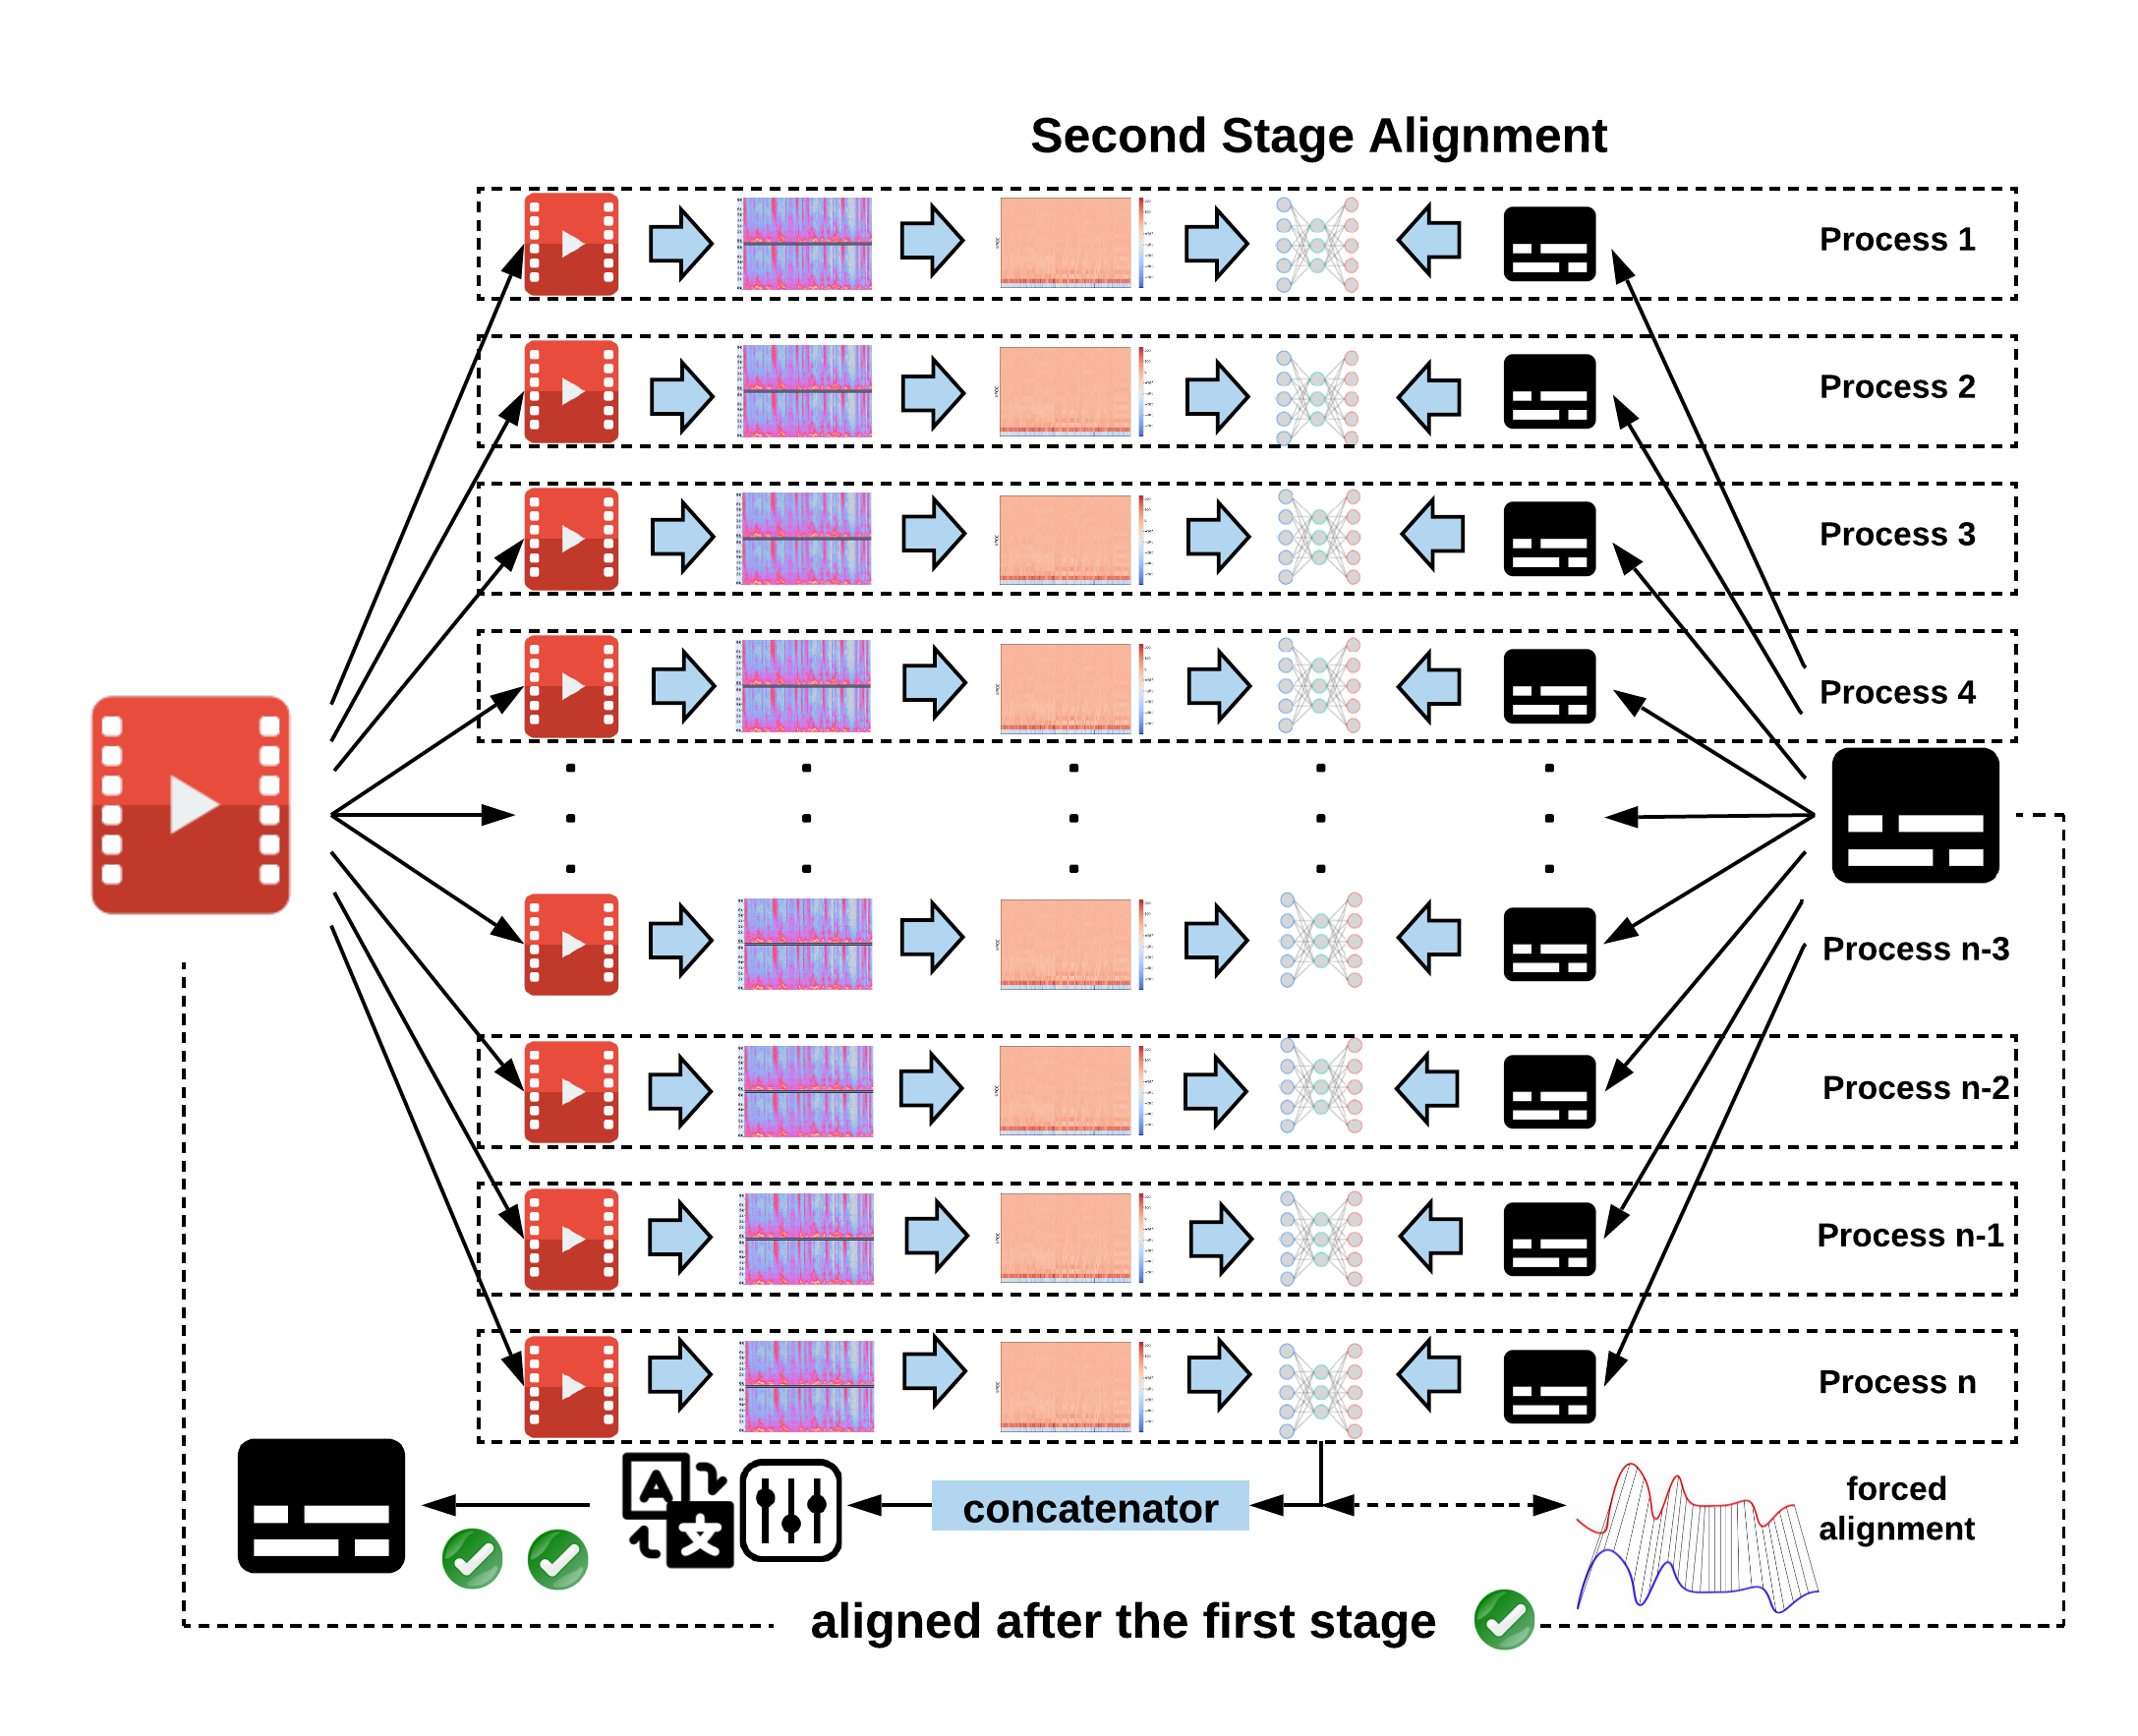 Second Stage Alignment
Process 1
Process 2
Process 3
Process 4
Process n-3
Process n-2
Process n-1
Process n
A
文
concatenator
forced
alignment
aligned after the first stage